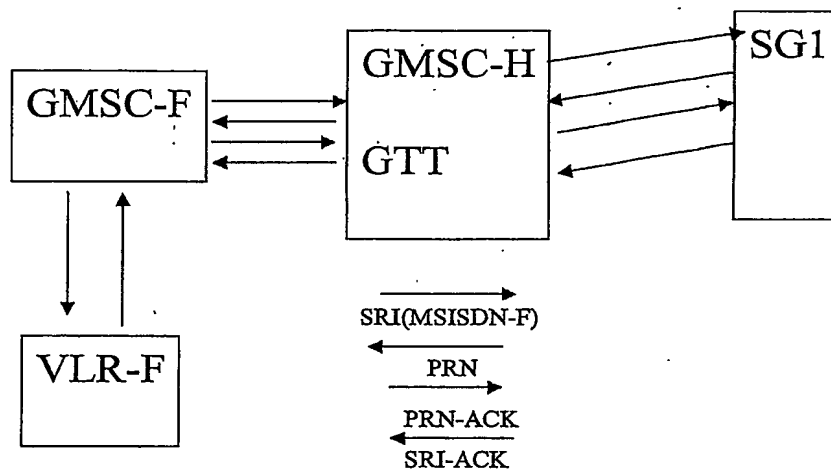 GMSC-F
GMSC-H
GTT
SG1
VLR-F
SRI(MSISDN-F)
PRN
PRN-ACK
SRI-ACK